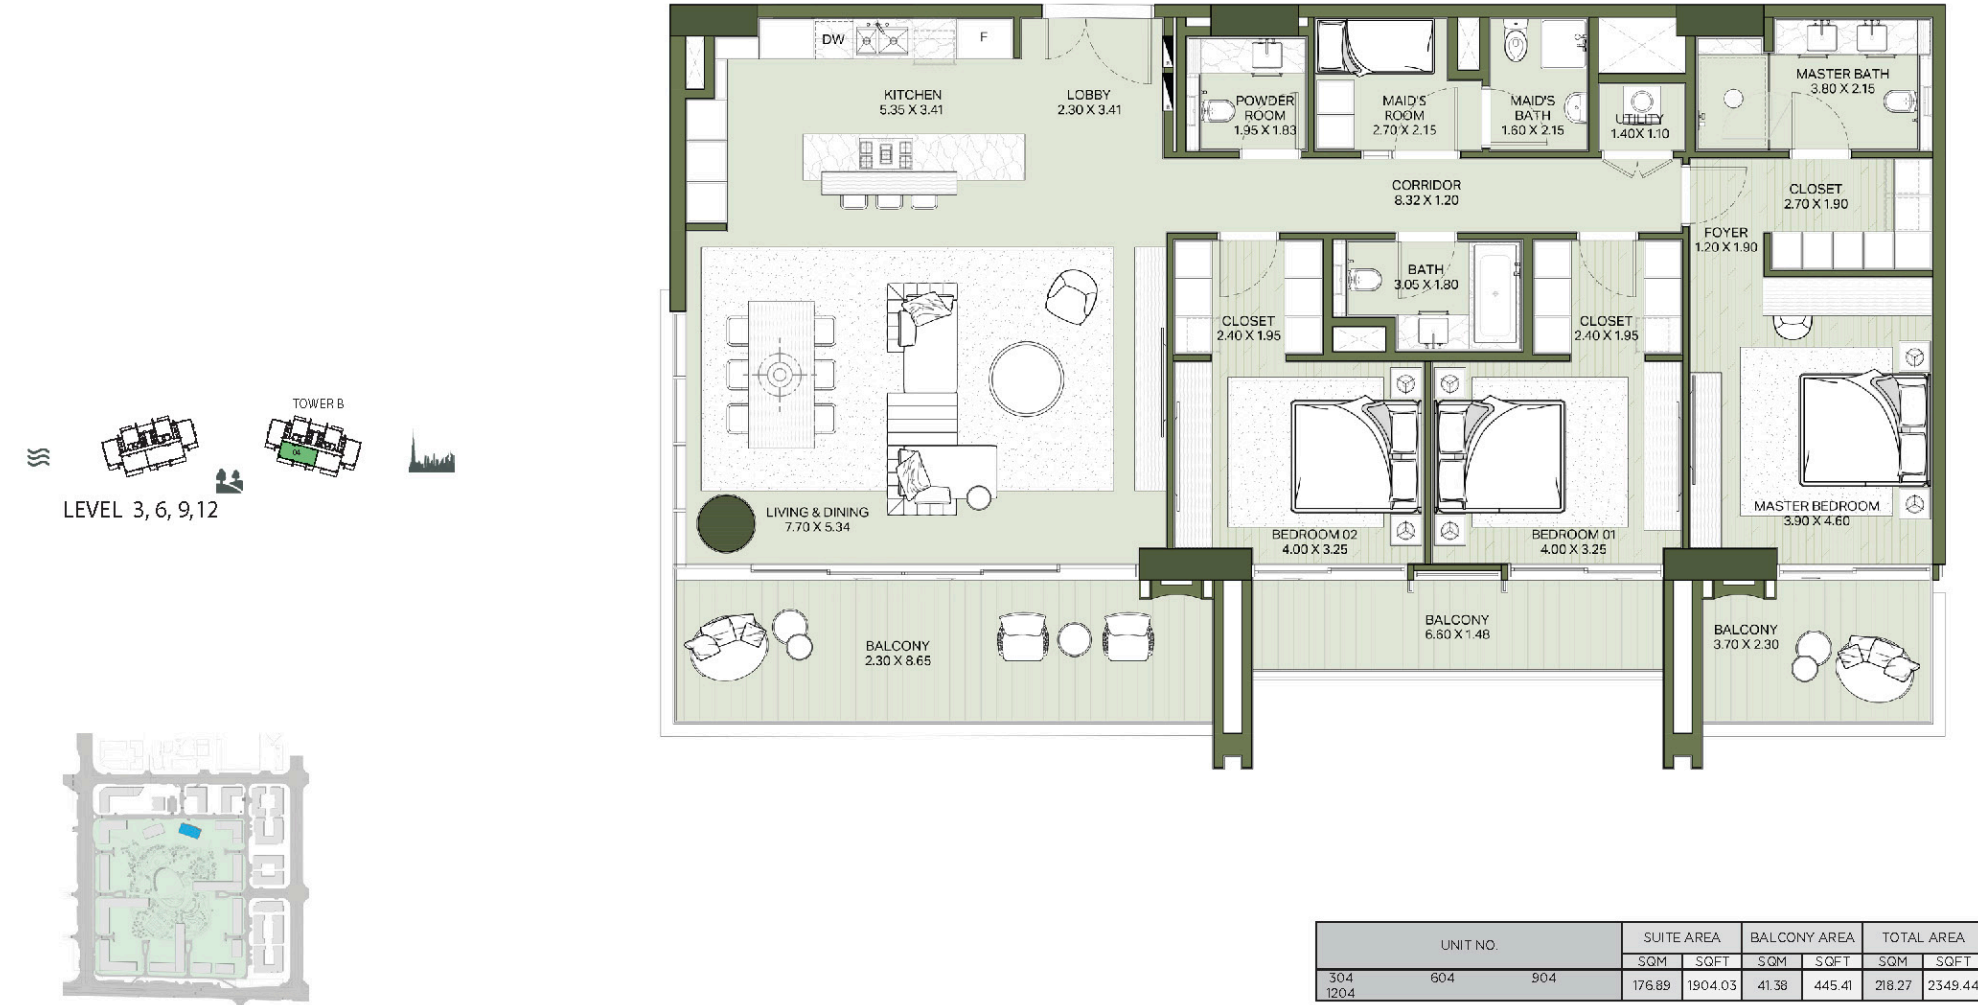 DW
F
KITCHEN
5.35 X 3.41
LOBBY
2.30 X 3.41
POWDER
ROOM
1.95 X 1.83
MAID'S
ROOM
2.70 X 2.15
MAID'S
BATH
1.60 X 2.15
UTILITY
1.40X 1.10
MASTER BATH
3.80 X 2.15
CORRIDOR
8.32 X 1.20
CLOSET
2.70 X 1.90
FOYER
1.20 X 1.90
BATH
3.05 X 1.80
CLOSET
2.40 X 1.95
CLOSET
2.40 X 1.95
LIVING & DINING
7.70 X 5.34
BEDROOM 02
4.00 X 3.25
BEDROOM 01
4.00 X 3.25
MASTER BEDROOM
3.90 X 4.60
BALCONY
2.30 X 8.65
BALCONY
6.60 X 1.48
BALCONY
3.70 X 2.30
TOWER B
04
LEVEL 3, 6, 9,12
UNIT NO. SUITE AREA BALCONY AREA TOTAL AREA
SQM SQFT SQM SQFT SQM SQFT
304 604 904
1204
176.89 1904.03 41.38 445.41 218.27 2349.44